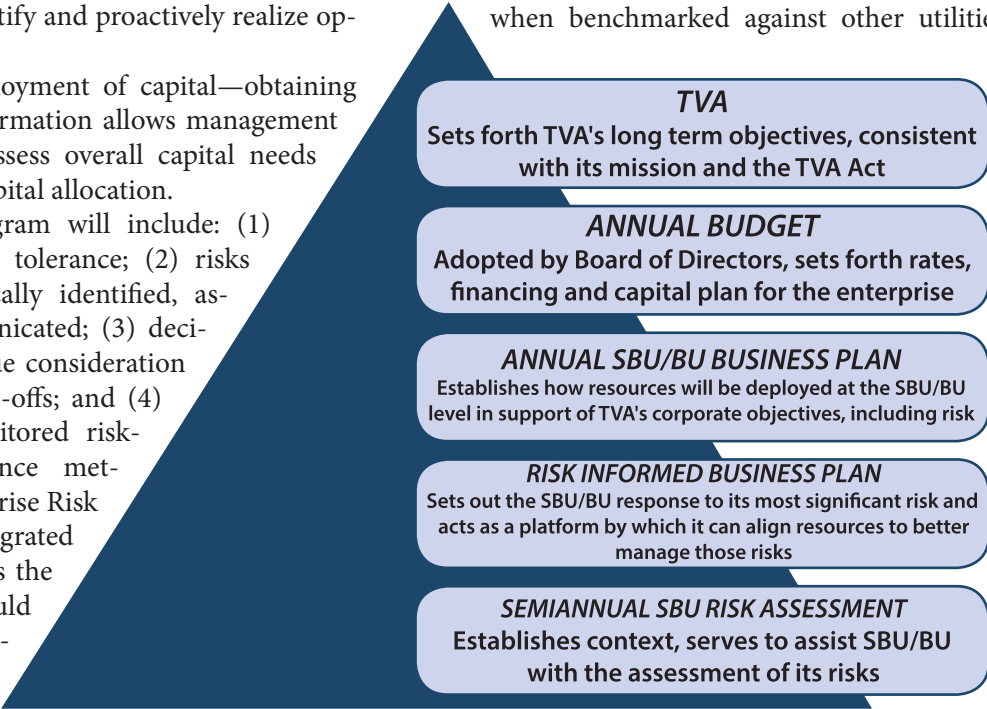 tify and proactively realize op-
loyment of capital—obtaining
rmation allows management
ssess overall capital needs
pital allocation.
gram will include: (1)
tolerance; (2) risks
cally identified, as-
nicated; (3) deci-
ue consideration
-offs; and (4)
itored risk-
nce met-
rise Risk
grated
s the
uld
-
when benchmarked against other utilitie
TVA
Sets forth TVA's long term objectives, consistent
with its mission and the TVA Act
ANNUAL BUDGET
Adopted by Board of Directors, sets forth rates,
financing and capital plan for the enterprise
ANNUAL SBU/BU BUSINESS PLAN
Establishes how resources will be deployed at the SBU/BU
level in support of TVA's corporate objectives, including risk
RISK INFORMED BUSINESS PLAN
Sets out the SBU/BU response to its most significant risk and
acts as a platform by which it can align resources to better
manage those risks
SEMIANNUAL SBU RISK ASSESSMENT
Establishes context, serves to assist SBU/BU
with the assessment of its risks